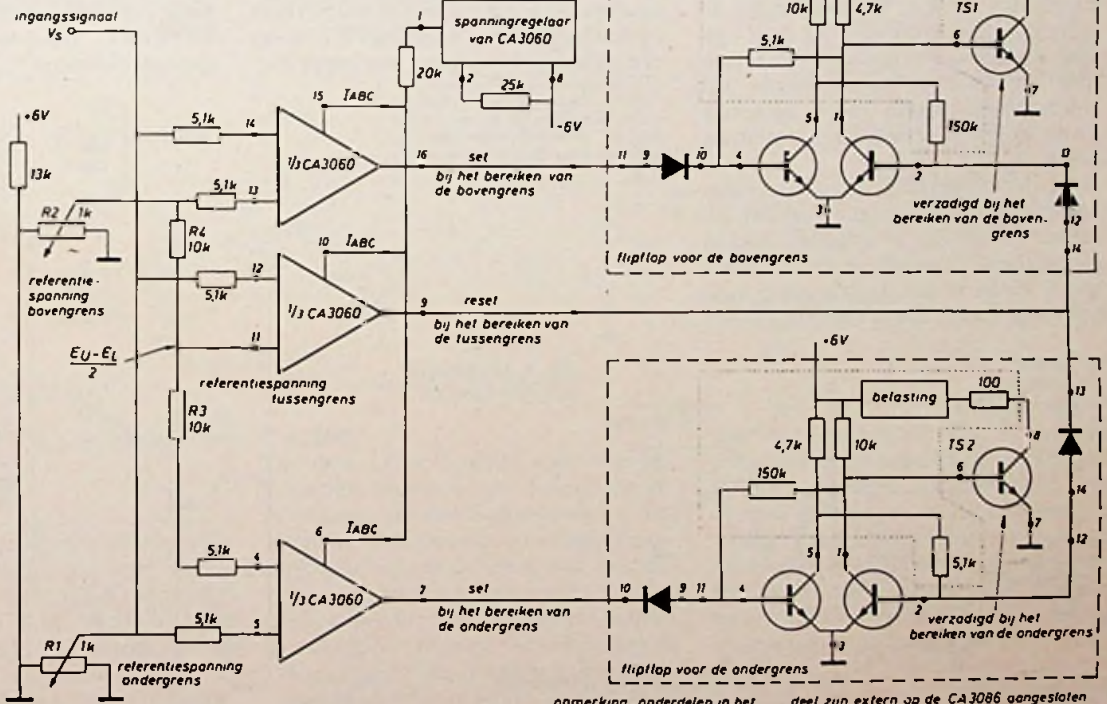 ingangssignaal
Vs
+6V
13k
R2
1k
referentie-
spanning
bovengrens
EU-EL
2
R1
1k
referentiespanning
ondergrens
5,1k
14
5,1k
13
R4
10k
12
5,1k
11
referentiespanning
tussengrens
R3
10k
5,1k
4
5,1k
5
15
IABC
1/3 CA3060
10
IABC
1/3 CA3060
6
IABC
1/3 CA3060
1
20k
spanningregelaar
van CA3060
2
8
25k
-6V
16
set
bij het bereiken van
de bovengrens
9
reset
bij het bereiken van
de tussengrens
7
set
bij het bereiken van
de ondergrens
10k
4,7k
TS1
5,1k
6
7
5
1
150k
11
9
10
4
2
13
3
12
14
verzadigd bij het
bereiken van de boven-
grens
flipflop voor de bovengrens
+6V
belasting
100
13
4,7k
10k
TS2
8
150k
6
14
7
12
5
1
5,1k
10
9
11
4
2
3
verzadigd bij het
bereiken van de ondergrens
flipflop voor de ondergrens
opmerking onderdelen in het deel zijn extern op de CA3086 aangesloten